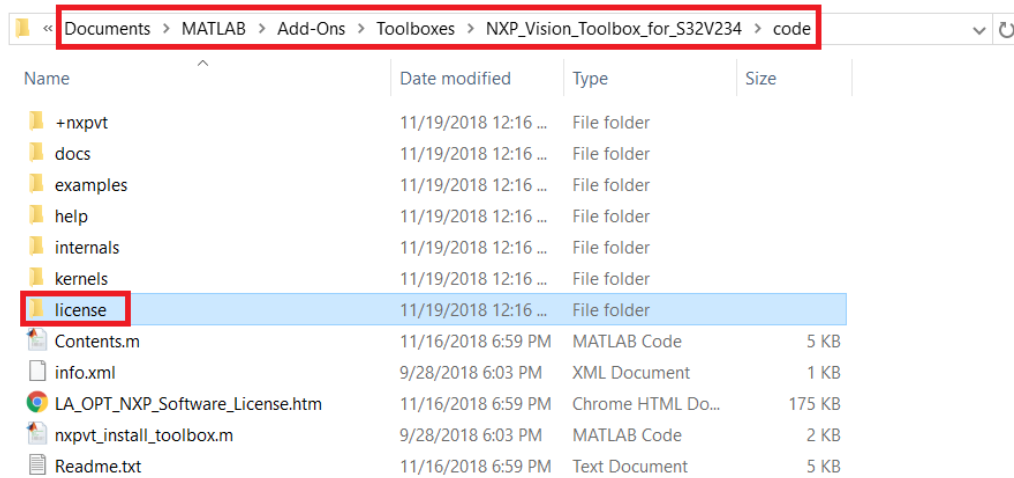 « Documents > MATLAB > Add-Ons > Toolboxes > NXP_Vision_Toolbox_for_S32V234 > code
Name Date modified Type Size
+nxpvt 11/19/2018 12:16 ... File folder
docs 11/19/2018 12:16 ... File folder
examples 11/19/2018 12:16 ... File folder
help 11/19/2018 12:16 ... File folder
internals 11/19/2018 12:16 ... File folder
kernels 11/19/2018 12:16 ... File folder
license 11/19/2018 12:16 ... File folder
Contents.m 11/16/2018 6:59 PM MATLAB Code 5 KB
info.xml 9/28/2018 6:03 PM XML Document 1 KB
LA_OPT_NXP_Software_License.htm 11/16/2018 6:59 PM Chrome HTML Do... 175 KB
nxpvt_install_toolbox.m 9/28/2018 6:03 PM MATLAB Code 2 KB
Readme.txt 11/16/2018 6:59 PM Text Document 5 KB